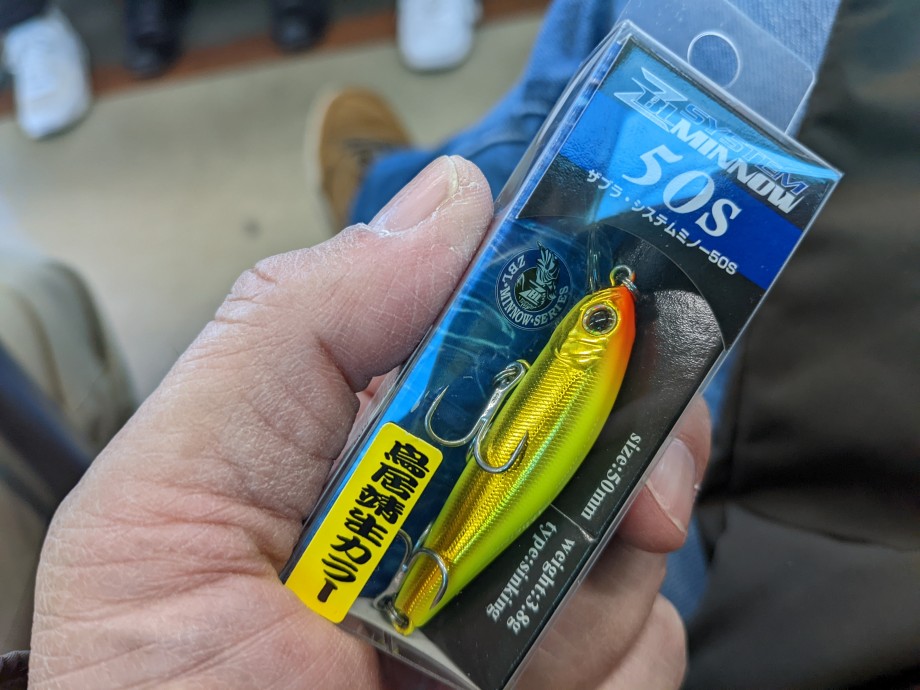 ZBL SYSTEM
MINNOW
50S
ザブラ・システムミノー50S
ZBL・MINNOW・SERIES
size:50mm
weight:3.8g
type:sinking
鳥居靖生カラー